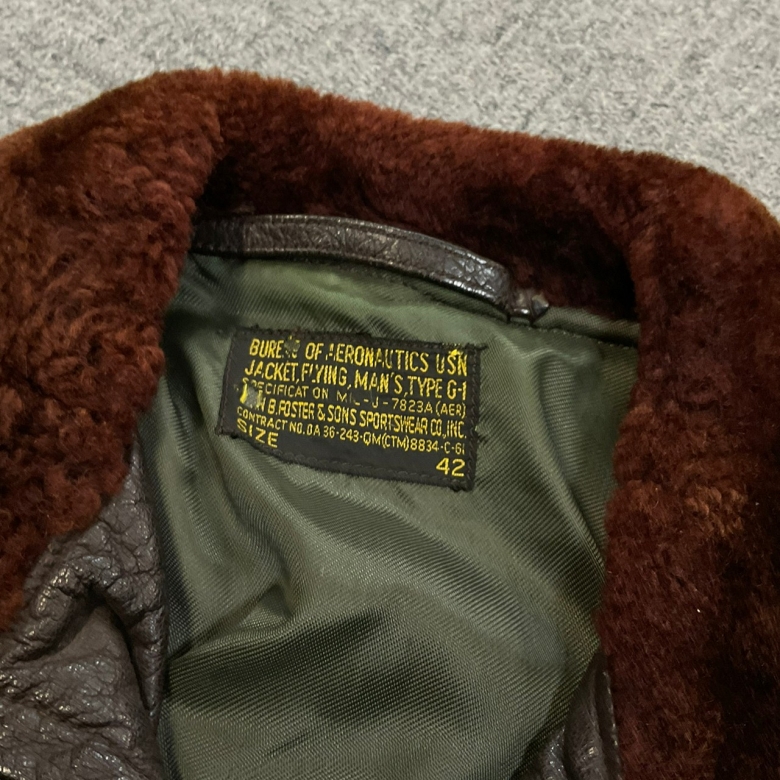 BUREAU OF AERONAUTICS USN
JACKET, FLYING, MAN'S, TYPE G-1
SPECIFICATION MIL-J-7823A (AER)
B. FOSTER & SONS SPORTSWEAR CO., INC.
CONTRACT NO. DA 36-243-QM(CTM)8834-C-61
SIZE
42